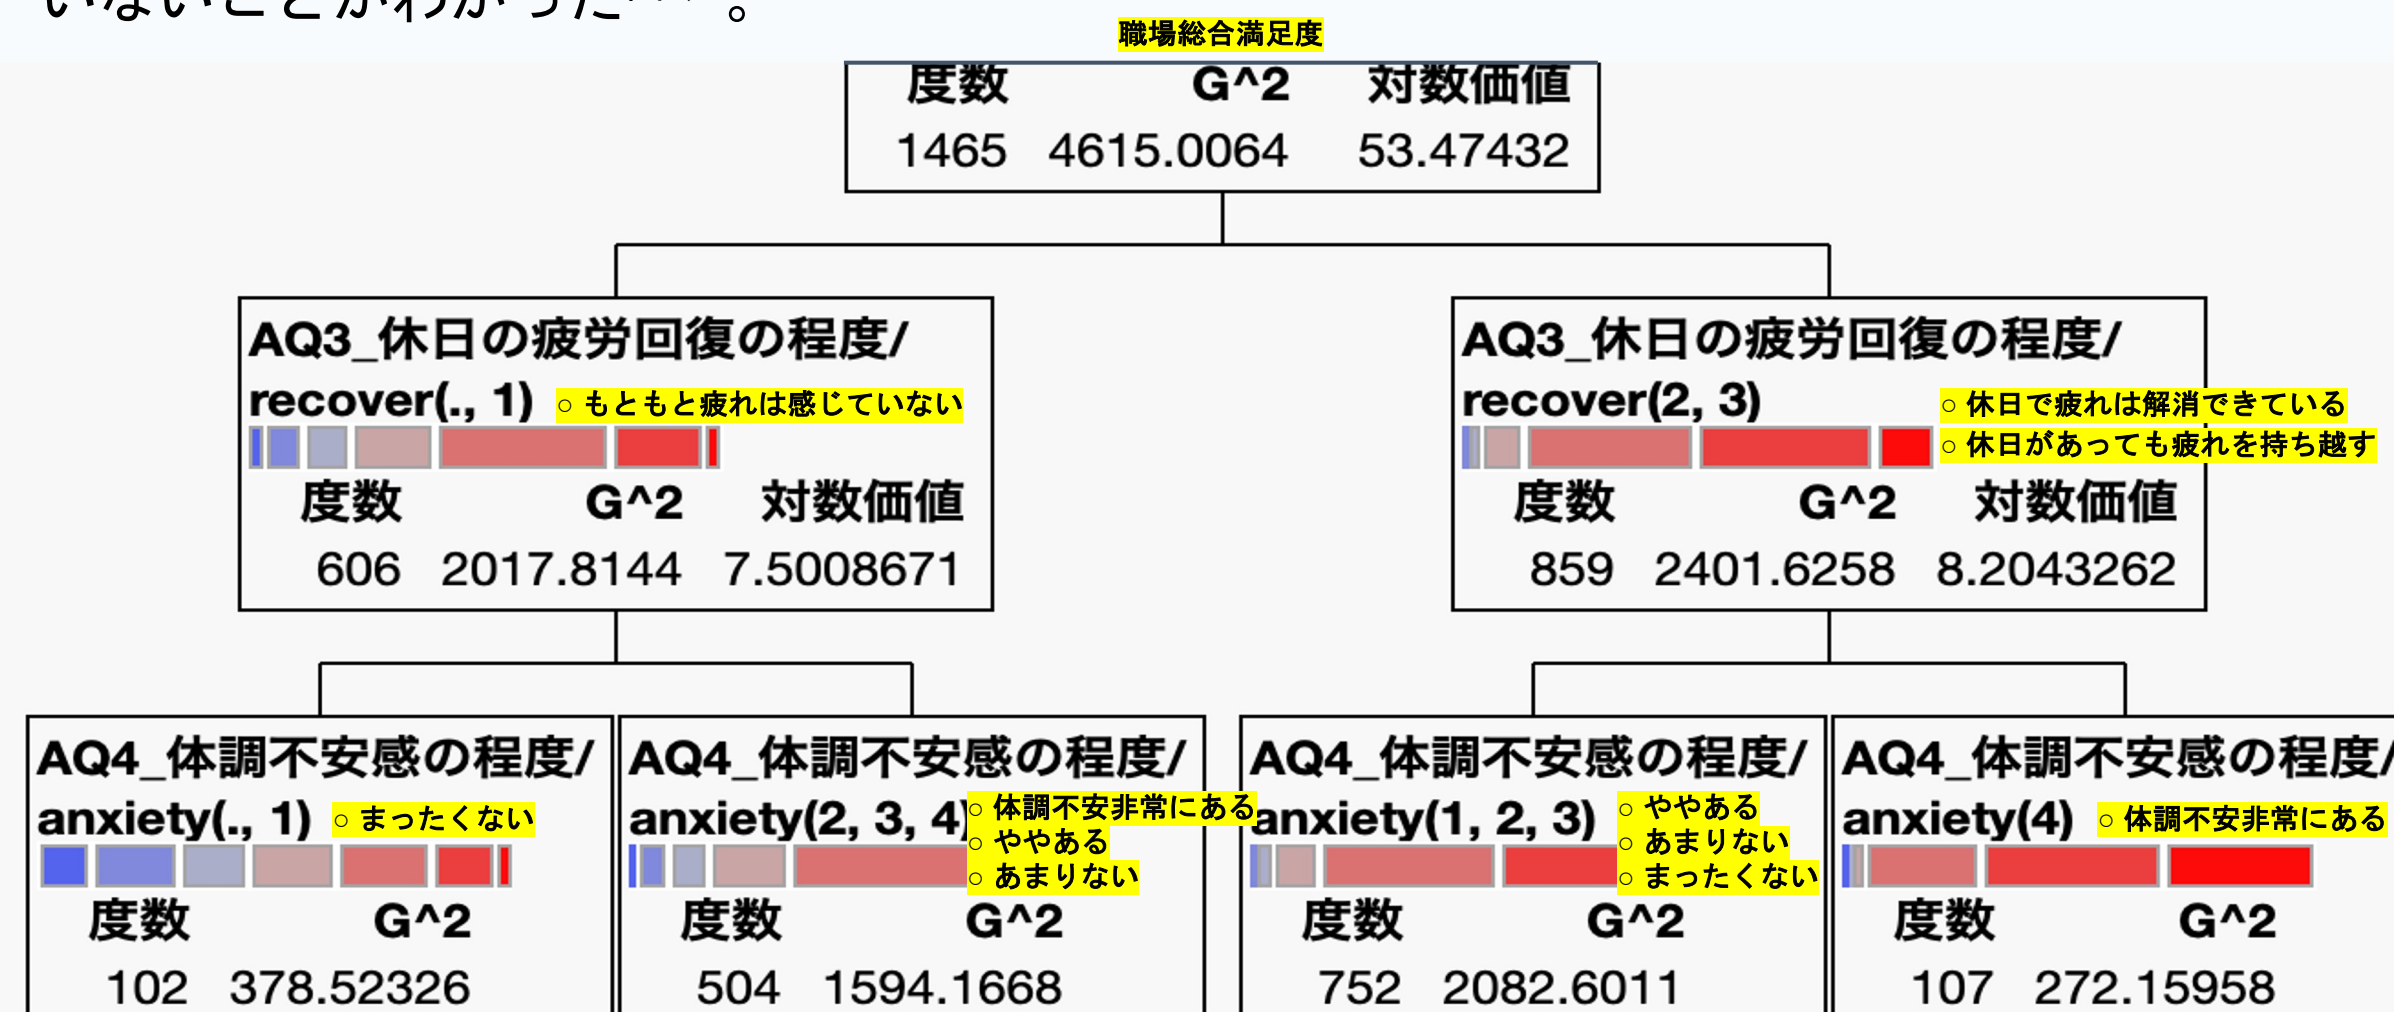 いないことがわかった･･･。
職場総合満足度
度数 G^2 対数価値
1465 4615.0064 53.47432
AQ3_休日の疲労回復の程度/
recover(., 1) ○ もともと疲れは感じていない
度数 G^2 対数価値
606 2017.8144 7.5008671
AQ3_休日の疲労回復の程度/
recover(2, 3) ○ 休日で疲れは解消できている
○ 休日があっても疲れを持ち越す
度数 G^2 対数価値
859 2401.6258 8.2043262
AQ4_体調不安感の程度/
anxiety(., 1) ○ まったくない
度数 G^2
102 378.52326
AQ4_体調不安感の程度/
anxiety(2, 3, 4) ○ 体調不安非常にある
○ ややある
○ あまりない
度数 G^2
504 1594.1668
AQ4_体調不安感の程度/
anxiety(1, 2, 3) ○ ややある
○ あまりない
○ まったくない
度数 G^2
752 2082.6011
AQ4_体調不安感の程度/
anxiety(4) ○ 体調不安非常にある
度数 G^2
107 272.15958